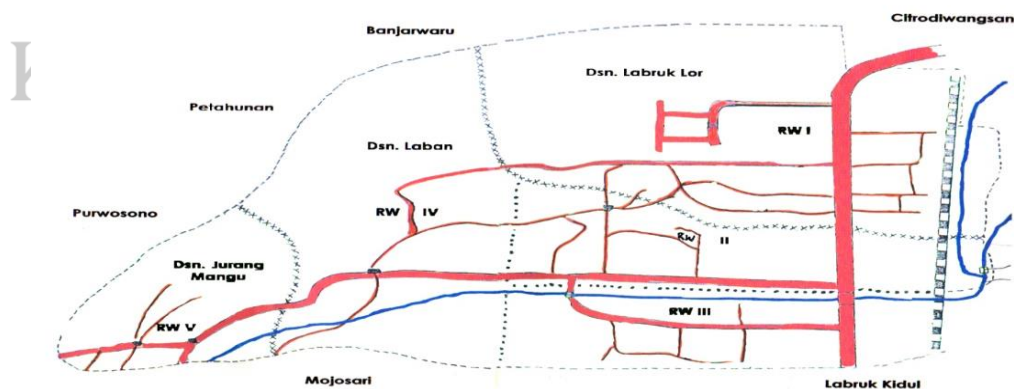 Citrodiwangsan
Banjarwaru
Dsn. Labruk Lor
Petahunan
RW I
Dsn. Laban
Purwosono
RW IV
RW II
Dsn. Jurang
Mangu
RW III
RW V
Mojosari
Labruk Kidul